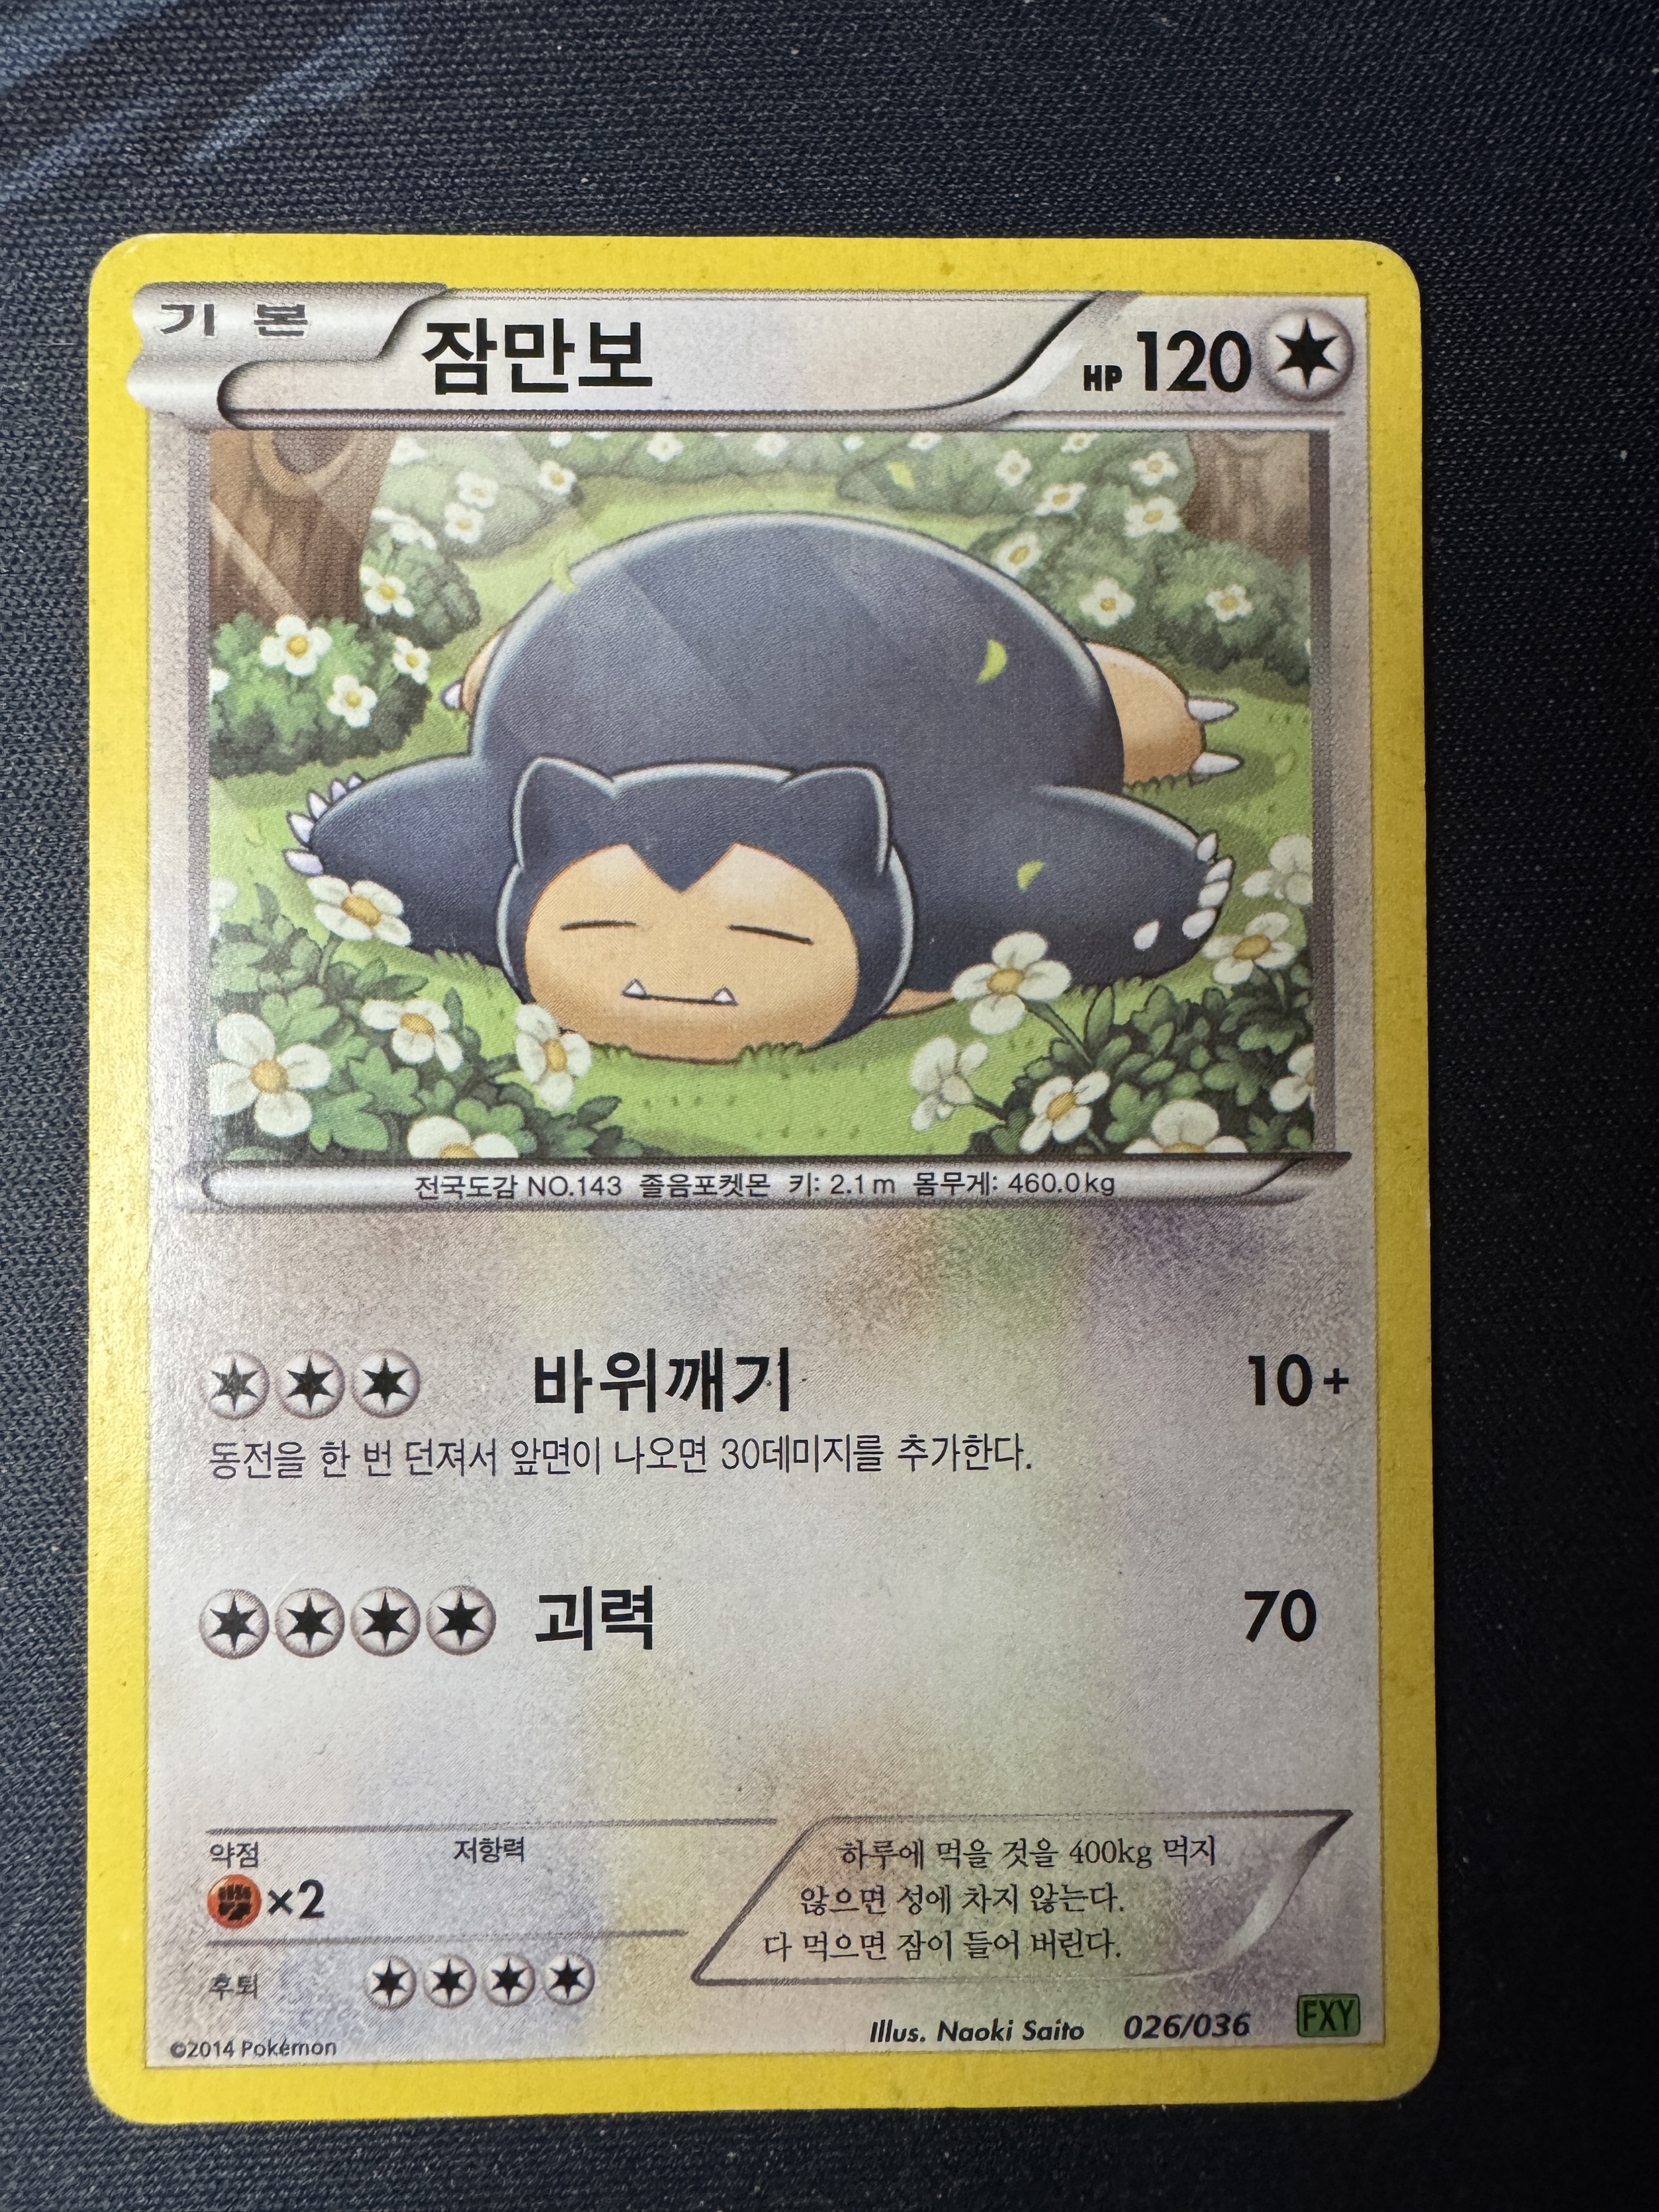 기본 잠만보 HP 120
전국도감 NO.143 졸음포켓몬 키: 2.1m 몸무게: 460.0kg
바위깨기 10+
동전을 한 번 던져서 앞면이 나오면 30데미지를 추가한다.
괴력 70
약점 저항력
×2
후퇴
하루에 먹을 것을 400kg 먹지
않으면 성에 차지 않는다.
다 먹으면 잠이 들어 버린다.
Illus. Naoki Saito 026/036 FXY
©2014 Pokémon